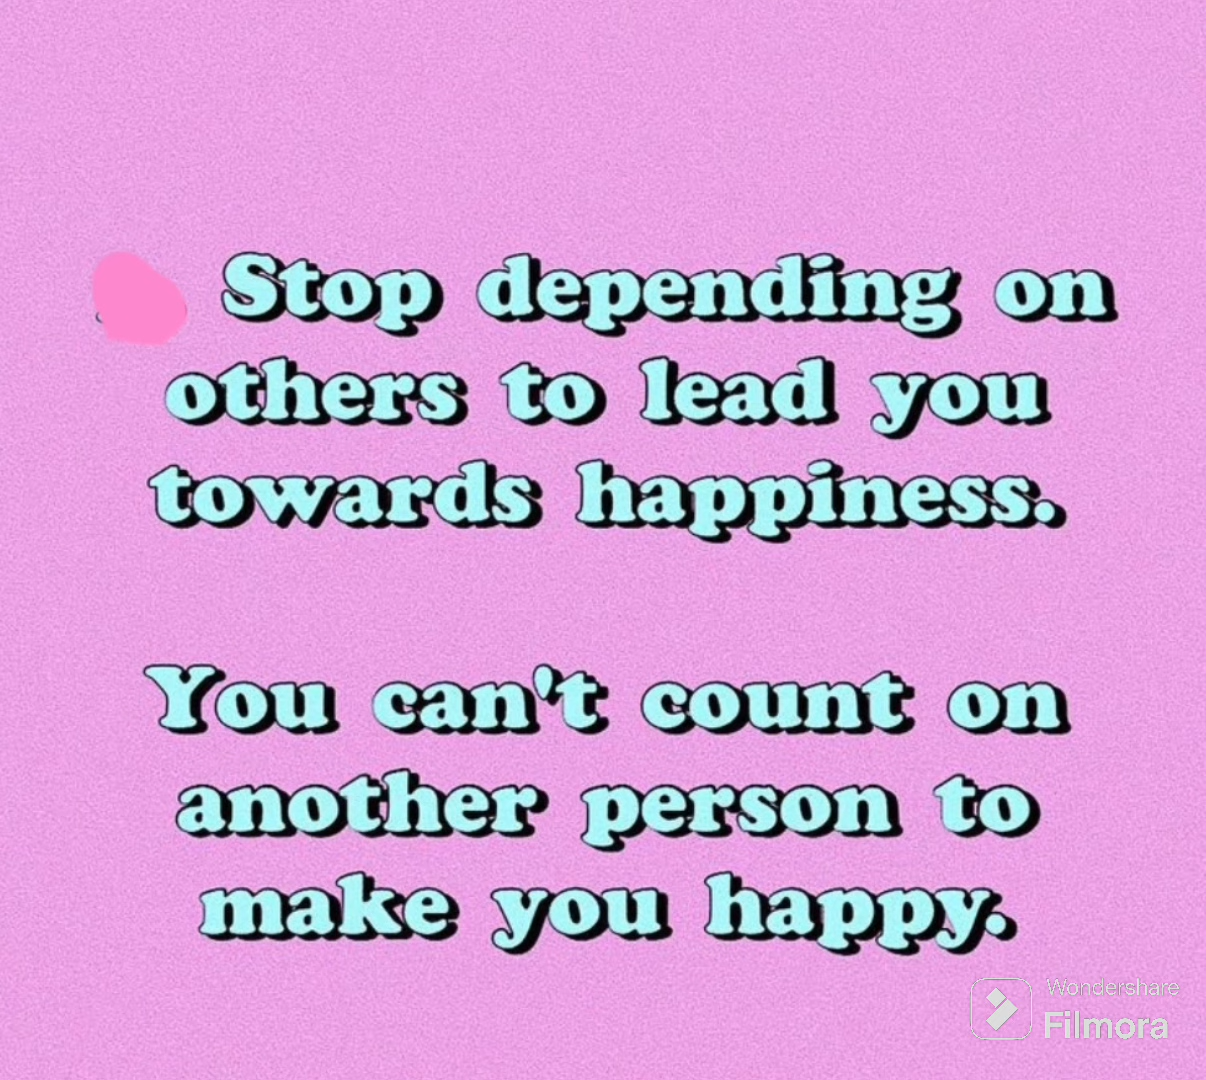 Stop depending on
others to lead you
towards happiness.
You can't count on
another person to
make you happy.
Wondershare
Filmora